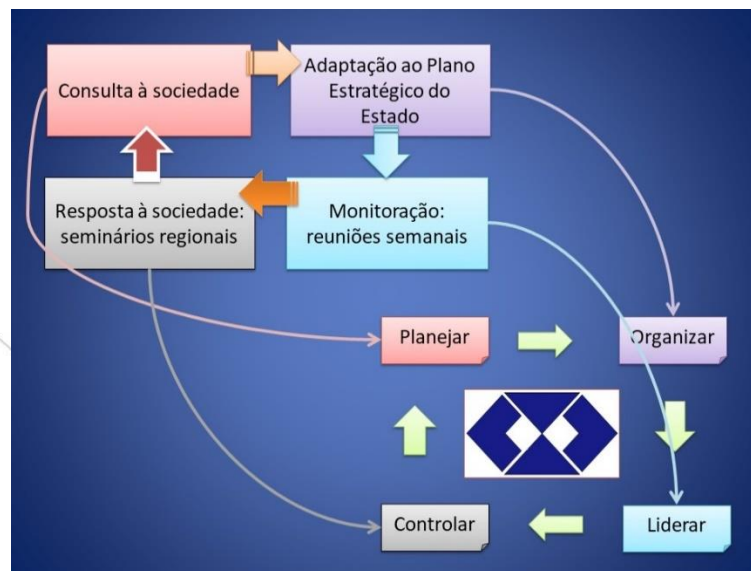 Consulta à sociedade
Adaptação ao Plano
Estratégico do
Estado
Resposta à sociedade:
seminários regionais
Monitoração:
reuniões semanais
Planejar
Organizar
Controlar
Liderar